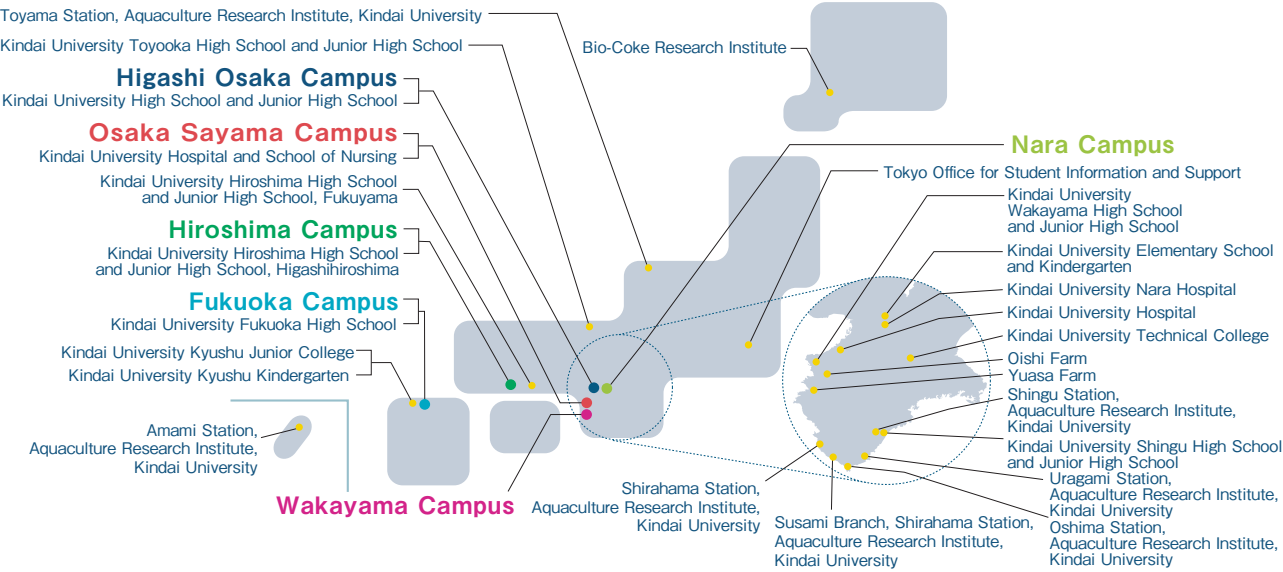 Toyama Station, Aquaculture Research Institute, Kindai University
Kindai University Toyooka High School and Junior High School
Higashi Osaka Campus
Kindai University High School and Junior High School
Osaka Sayama Campus
Kindai University Hospital and School of Nursing
Kindai University Hiroshima High School
and Junior High School, Fukuyama
Hiroshima Campus
Kindai University Hiroshima High School
and Junior High School, Higashihiroshima
Fukuoka Campus
Kindai University Fukuoka High School
Kindai University Kyushu Junior College
Kindai University Kyushu Kindergarten
Amami Station,
Aquaculture Research Institute,
Kindai University
Wakayama Campus
Bio-Coke Research Institute
Nara Campus
Tokyo Office for Student Information and Support
Kindai University
Wakayama High School
and Junior High School
Kindai University Elementary School
and Kindergarten
Kindai University Nara Hospital
Kindai University Hospital
Kindai University Technical College
Oishi Farm
Yuasa Farm
Shingu Station,
Aquaculture Research Institute,
Kindai University
Kindai University Shingu High School
and Junior High School
Uragami Station,
Aquaculture Research Institute,
Kindai University
Oshima Station,
Aquaculture Research Institute,
Kindai University
Shirahama Station,
Aquaculture Research Institute,
Kindai University
Susami Branch, Shirahama Station,
Aquaculture Research Institute,
Kindai University